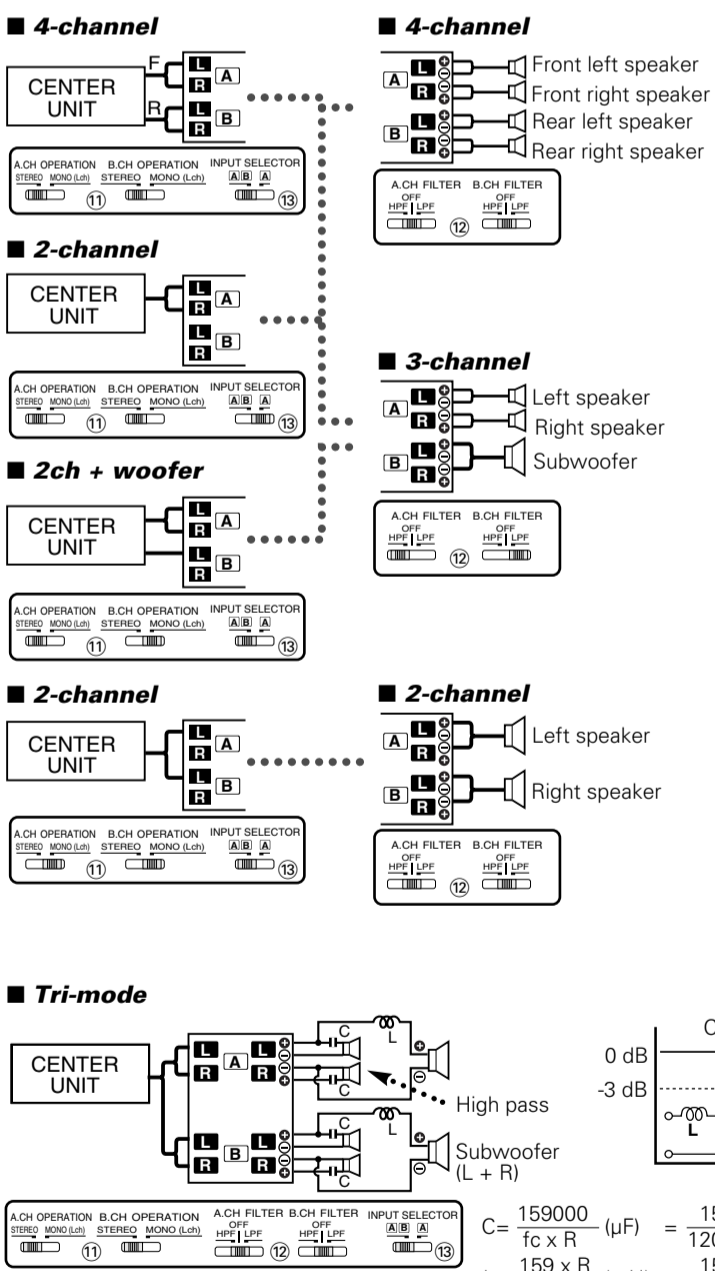 ■ 4-channel
CENTER UNIT
F
R
L
R
A
L
R
B
A.CH OPERATION B.CH OPERATION INPUT SELECTOR
STEREO MONO (Lch) STEREO MONO (Lch) A B A
⑪ ⑬
■ 2-channel
CENTER UNIT
L
R
A
L
R
B
A.CH OPERATION B.CH OPERATION INPUT SELECTOR
STEREO MONO (Lch) STEREO MONO (Lch) A B A
⑪ ⑬
■ 2ch + woofer
CENTER UNIT
L
R
A
L
R
B
A.CH OPERATION B.CH OPERATION INPUT SELECTOR
STEREO MONO (Lch) STEREO MONO (Lch) A B A
⑪ ⑬
■ 2-channel
CENTER UNIT
L
R
A
L
R
B
A.CH OPERATION B.CH OPERATION INPUT SELECTOR
STEREO MONO (Lch) STEREO MONO (Lch) A B A
⑪ ⑬
■ 4-channel
A
L
R
B
L
R
Front left speaker
Front right speaker
Rear left speaker
Rear right speaker
A.CH FILTER B.CH FILTER
OFF OFF
HPF LPF HPF LPF
⑫
■ 3-channel
A
L
R
B
L
R
Left speaker
Right speaker
Subwoofer
A.CH FILTER B.CH FILTER
OFF OFF
HPF LPF HPF LPF
⑫
■ 2-channel
A
L
R
B
L
R
Left speaker
Right speaker
A.CH FILTER B.CH FILTER
OFF OFF
HPF LPF HPF LPF
⑫
■ Tri-mode
CENTER UNIT
L A L
R R
L B L
R R
C
L
C
C
L
C
High pass
Subwoofer
(L + R)
0 dB
-3 dB
C
L
A.CH OPERATION B.CH OPERATION A.CH FILTER B.CH FILTER INPUT SELECTOR
OFF OFF
STEREO MONO (Lch) STEREO MONO (Lch) HPF LPF HPF LPF A B A
⑪ ⑫ ⑬
C= 159000 (µF) = 15
fc x R 120
159 x R 15